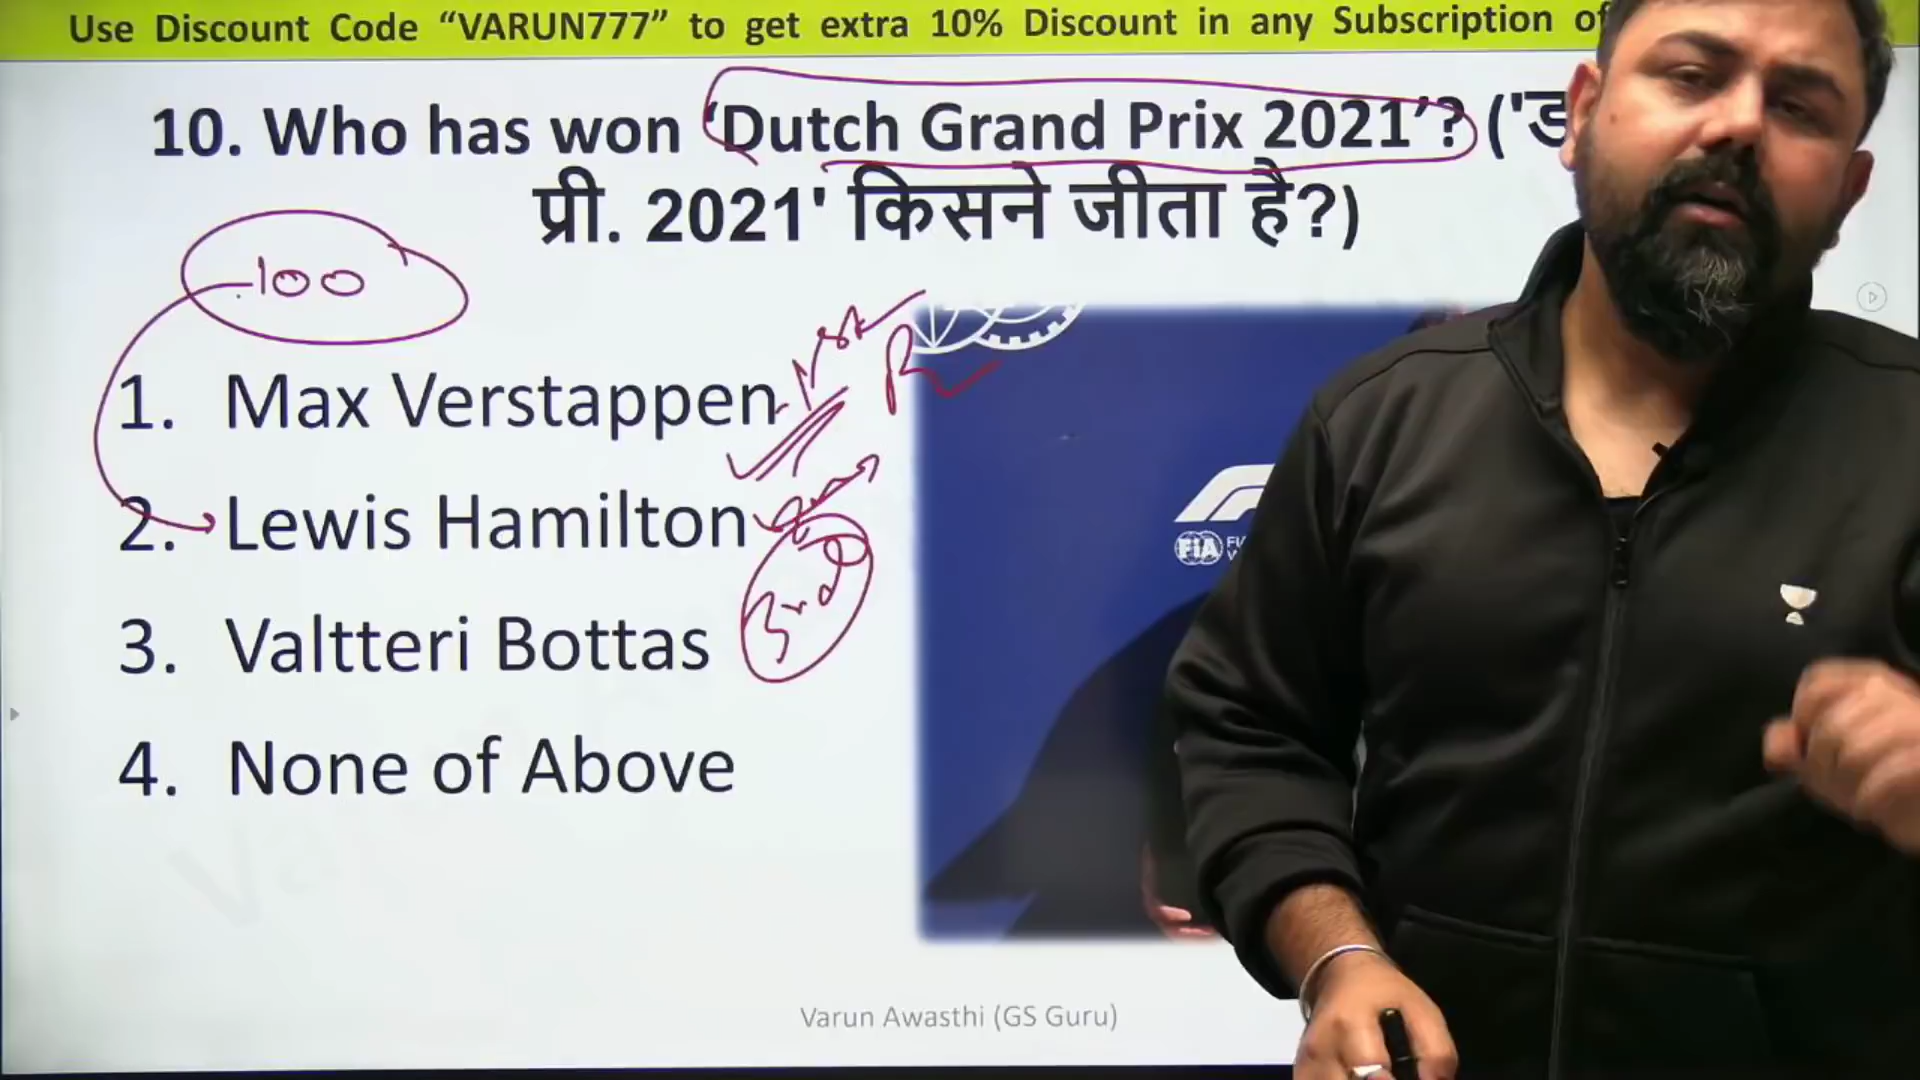 Use Discount Code “VARUN777” to get extra 10% Discount in any Subscription of
10. Who has won ‘Dutch Grand Prix 2021’? ('ड
प्री. 2021' किसने जीता है?)
100
1. Max Verstappen
1st
2. Lewis Hamilton
3rd
3. Valtteri Bottas
4. None of Above
FiA
Varun Awasthi (GS Guru)